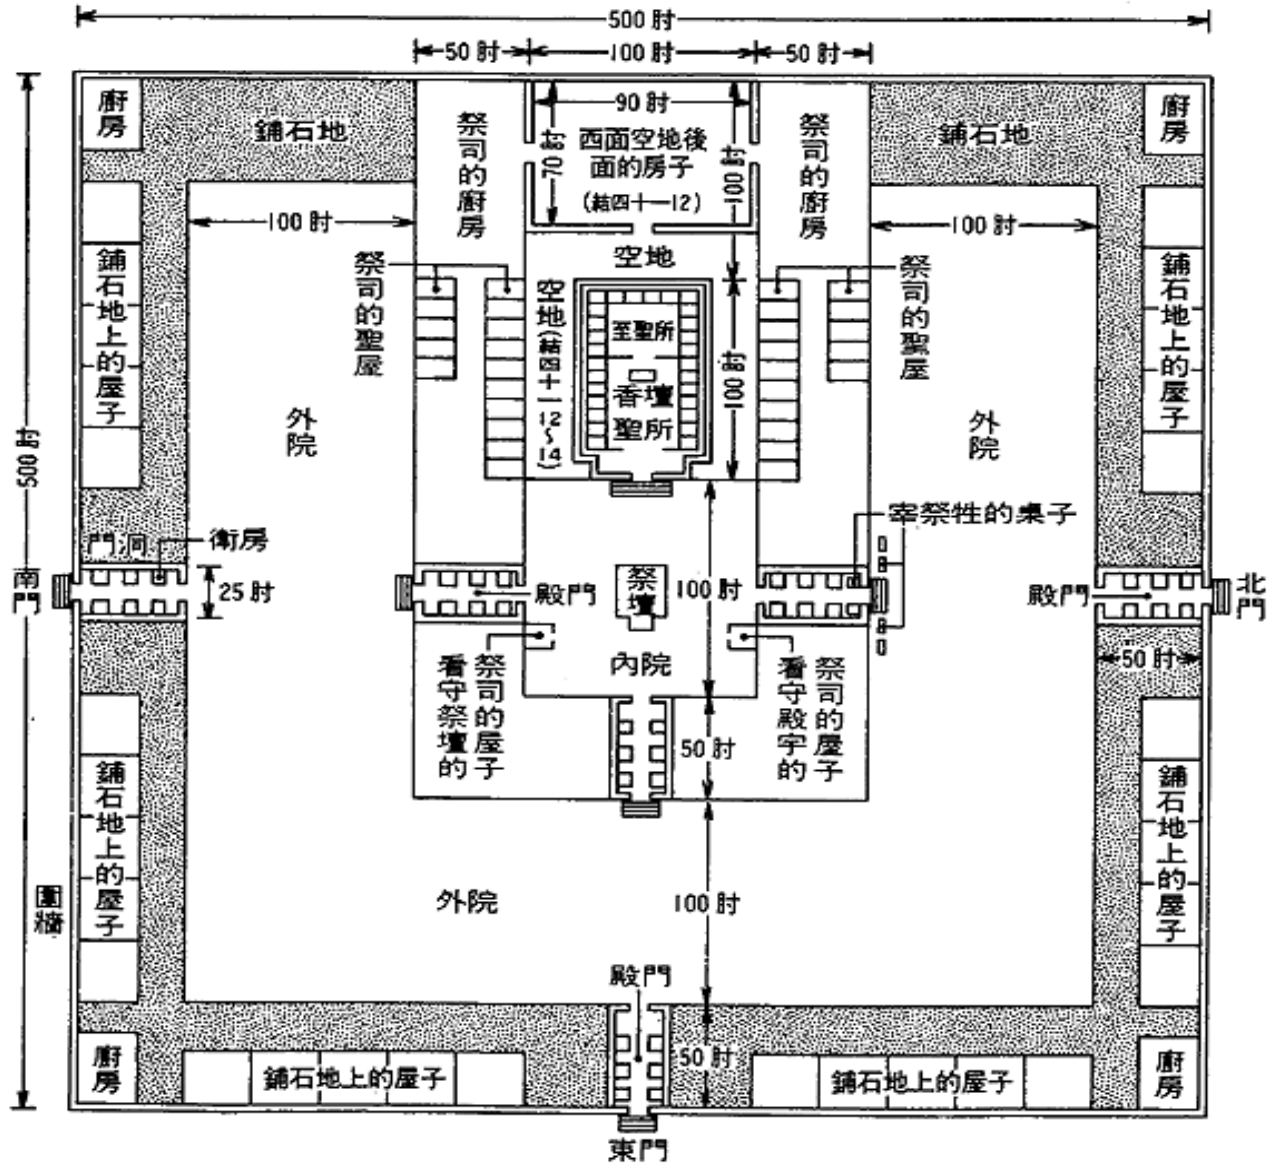 500肘
50肘
100肘
50肘
廚房
鋪石地
祭司的廚房
90肘
西面空地後
面的房子
(結四十一12)
70肘
100肘
祭司的廚房
鋪石地
廚房
100肘
100肘
空地
祭司的聖屋
空地(結四十一12~14)
至聖所
香壇
聖所
100肘
祭司的聖屋
鋪石地上的屋子
鋪石地上的屋子
外院
外院
500肘
宰祭牲的桌子
門洞
衛房
南門
25肘
殿門
祭壇
100肘
殿門
北門
50肘
內院
祭司的屋子
看守祭壇的
祭司的屋子
看守殿宇的
50肘
鋪石地上的屋子
鋪石地上的屋子
圍牆
外院
100肘
殿門
廚房
鋪石地上的屋子
50肘
鋪石地上的屋子
廚房
東門